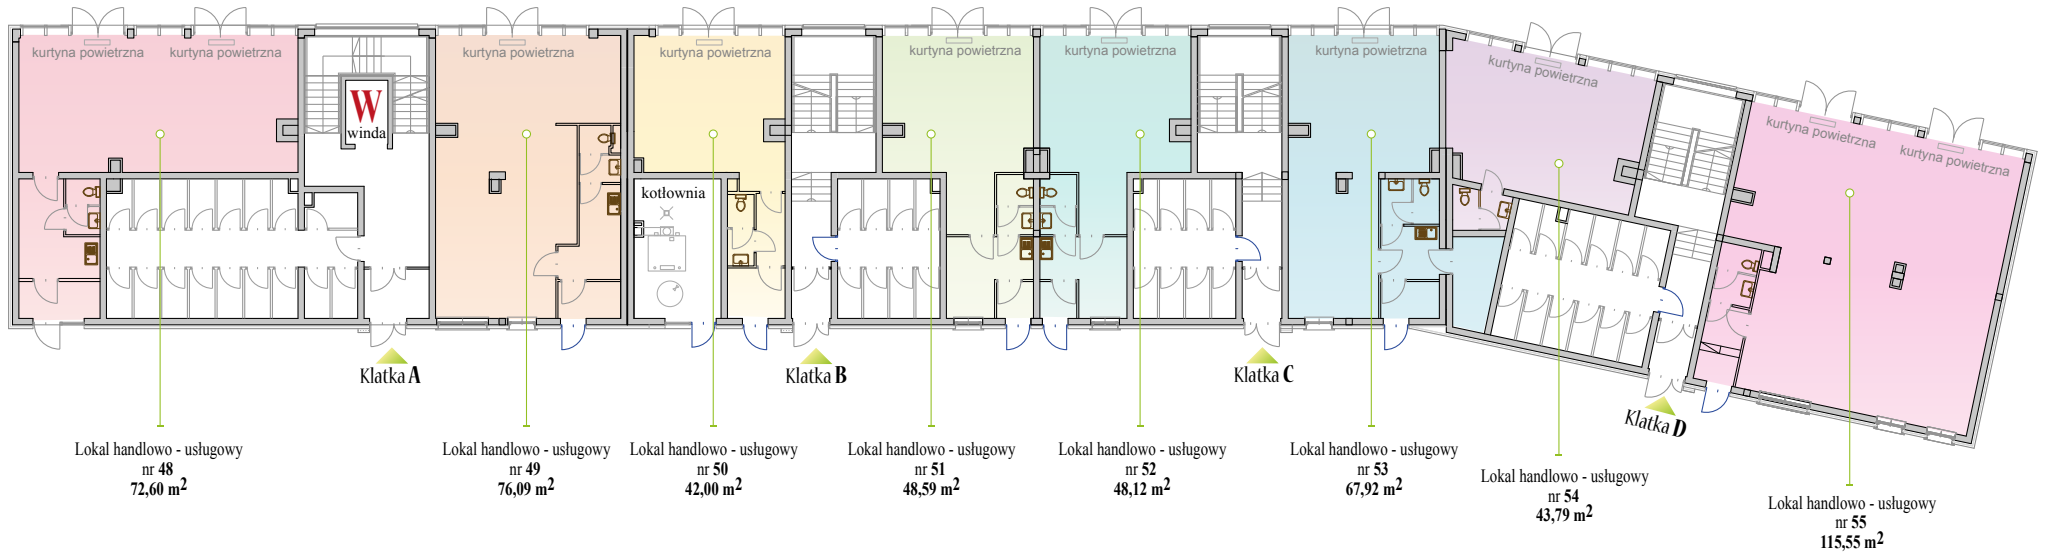 kurtyna powietrzna
kurtyna powietrzna
kurtyna powietrzna
kurtyna powietrzna
kurtyna powietrzna
kurtyna powietrzna
kurtyna powietrzna
kurtyna powietrzna
kurtyna powietrzna
kurtyna powietrzna
W
winda
kotłownia
Klatka A
Klatka B
Klatka C
Klatka D
Lokal handlowo - usługowy
nr 48
72,60 m²
Lokal handlowo - usługowy
nr 49
76,09 m²
Lokal handlowo - usługowy
nr 50
42,00 m²
Lokal handlowo - usługowy
nr 51
48,59 m²
Lokal handlowo - usługowy
nr 52
48,12 m²
Lokal handlowo - usługowy
nr 53
67,92 m²
Lokal handlowo - usługowy
nr 54
43,79 m²
Lokal handlowo - usługowy
nr 55
115,55 m²